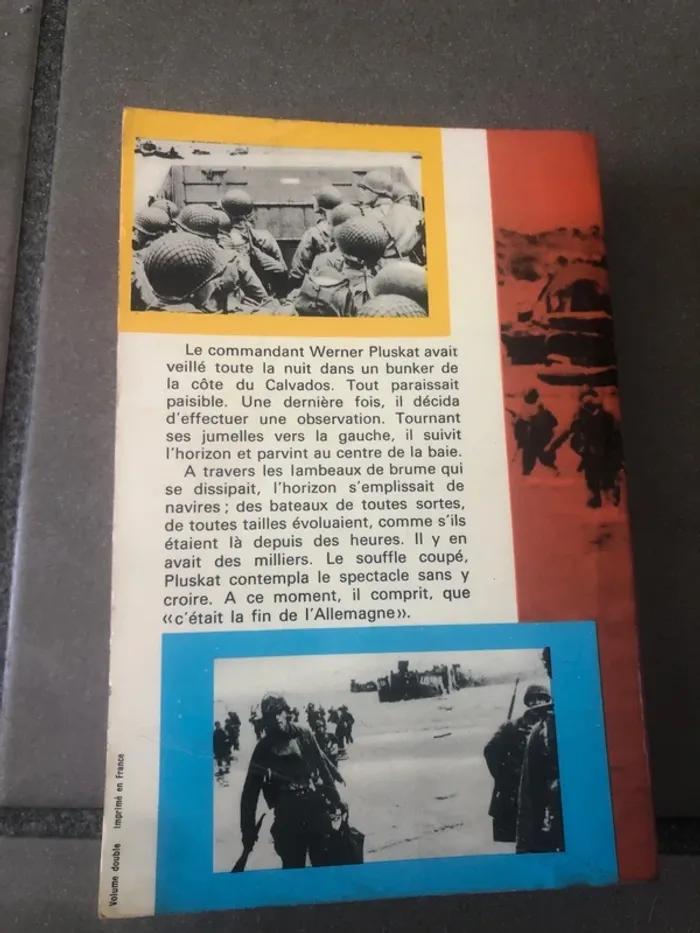 Le commandant Werner Pluskat avait
veillé toute la nuit dans un bunker de
la côte du Calvados. Tout paraissait
paisible. Une dernière fois, il décida
d'effectuer une observation. Tournant
ses jumelles vers la gauche, il suivit
l'horizon et parvint au centre de la baie.
A travers les lambeaux de brume qui
se dissipait, l'horizon s'emplissait de
navires ; des bateaux de toutes sortes,
de toutes tailles évoluaient, comme s'ils
étaient là depuis des heures. Il y en
avait des milliers. Le souffle coupé,
Pluskat contempla le spectacle sans y
croire. A ce moment, il comprit, que
«c'était la fin de l'Allemagne».
Volume double imprimé en France